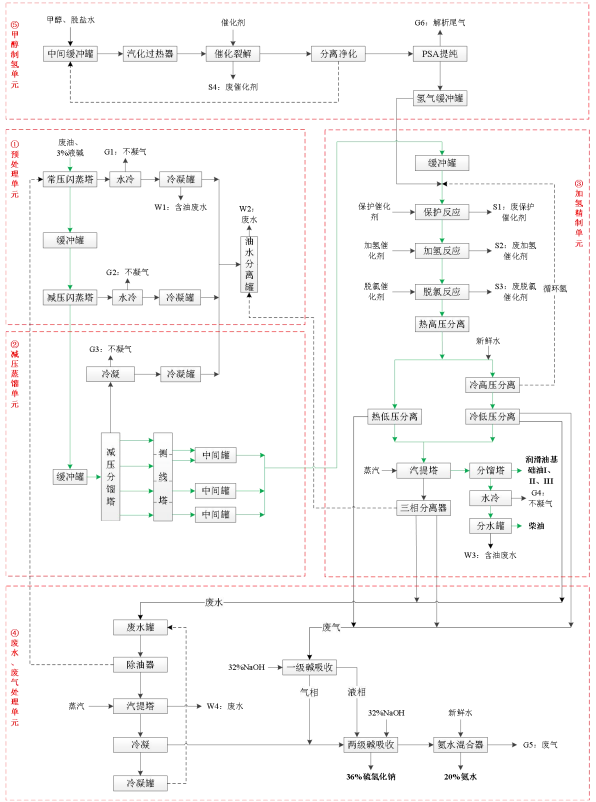 ⑤甲醇制氢单元
甲醇、脱盐水
中间缓冲罐
汽化过热器
催化剂
催化裂解
S4：废催化剂
分离净化
G6：解析尾气
PSA提纯
氢气缓冲罐
①预处理单元
废油、
3%液碱
常压闪蒸塔
G1：不凝气
水冷
冷凝罐
W1：含油废水
缓冲罐
G2：不凝气
减压闪蒸塔
水冷
冷凝罐
W2：
废水
油水分离罐
②减压蒸馏单元
G3：不凝气
冷凝
冷凝罐
缓冲罐
减压分馏塔
侧线塔
中间罐
中间罐
中间罐
③加氢精制单元
缓冲罐
保护催化
剂
保护反应
S1：废保护
催化剂
加氢催
化剂
加氢反应
S2：废加氢
催化剂
脱氯催
化剂
脱氯反应
S3：废脱氯
催化剂
循环氢
热高压分离
新鲜水
冷高压分离
热低压分离
冷低压分离
蒸汽
汽提塔
分馏塔
润滑油基
础油I、
II、III
三相分离器
水冷
G4：
不凝气
分水罐
柴油
W3：含油废水
④废水、废气处理单元
废水
废水罐
废气
除油器
32%NaOH
一级碱吸收
蒸汽
汽提塔
W4：废水
气相
液相
32%NaOH
新鲜水
冷凝
两级碱吸收
氨水混合器
G5：废气
冷凝罐
36%硫氢化钠
20%氨水